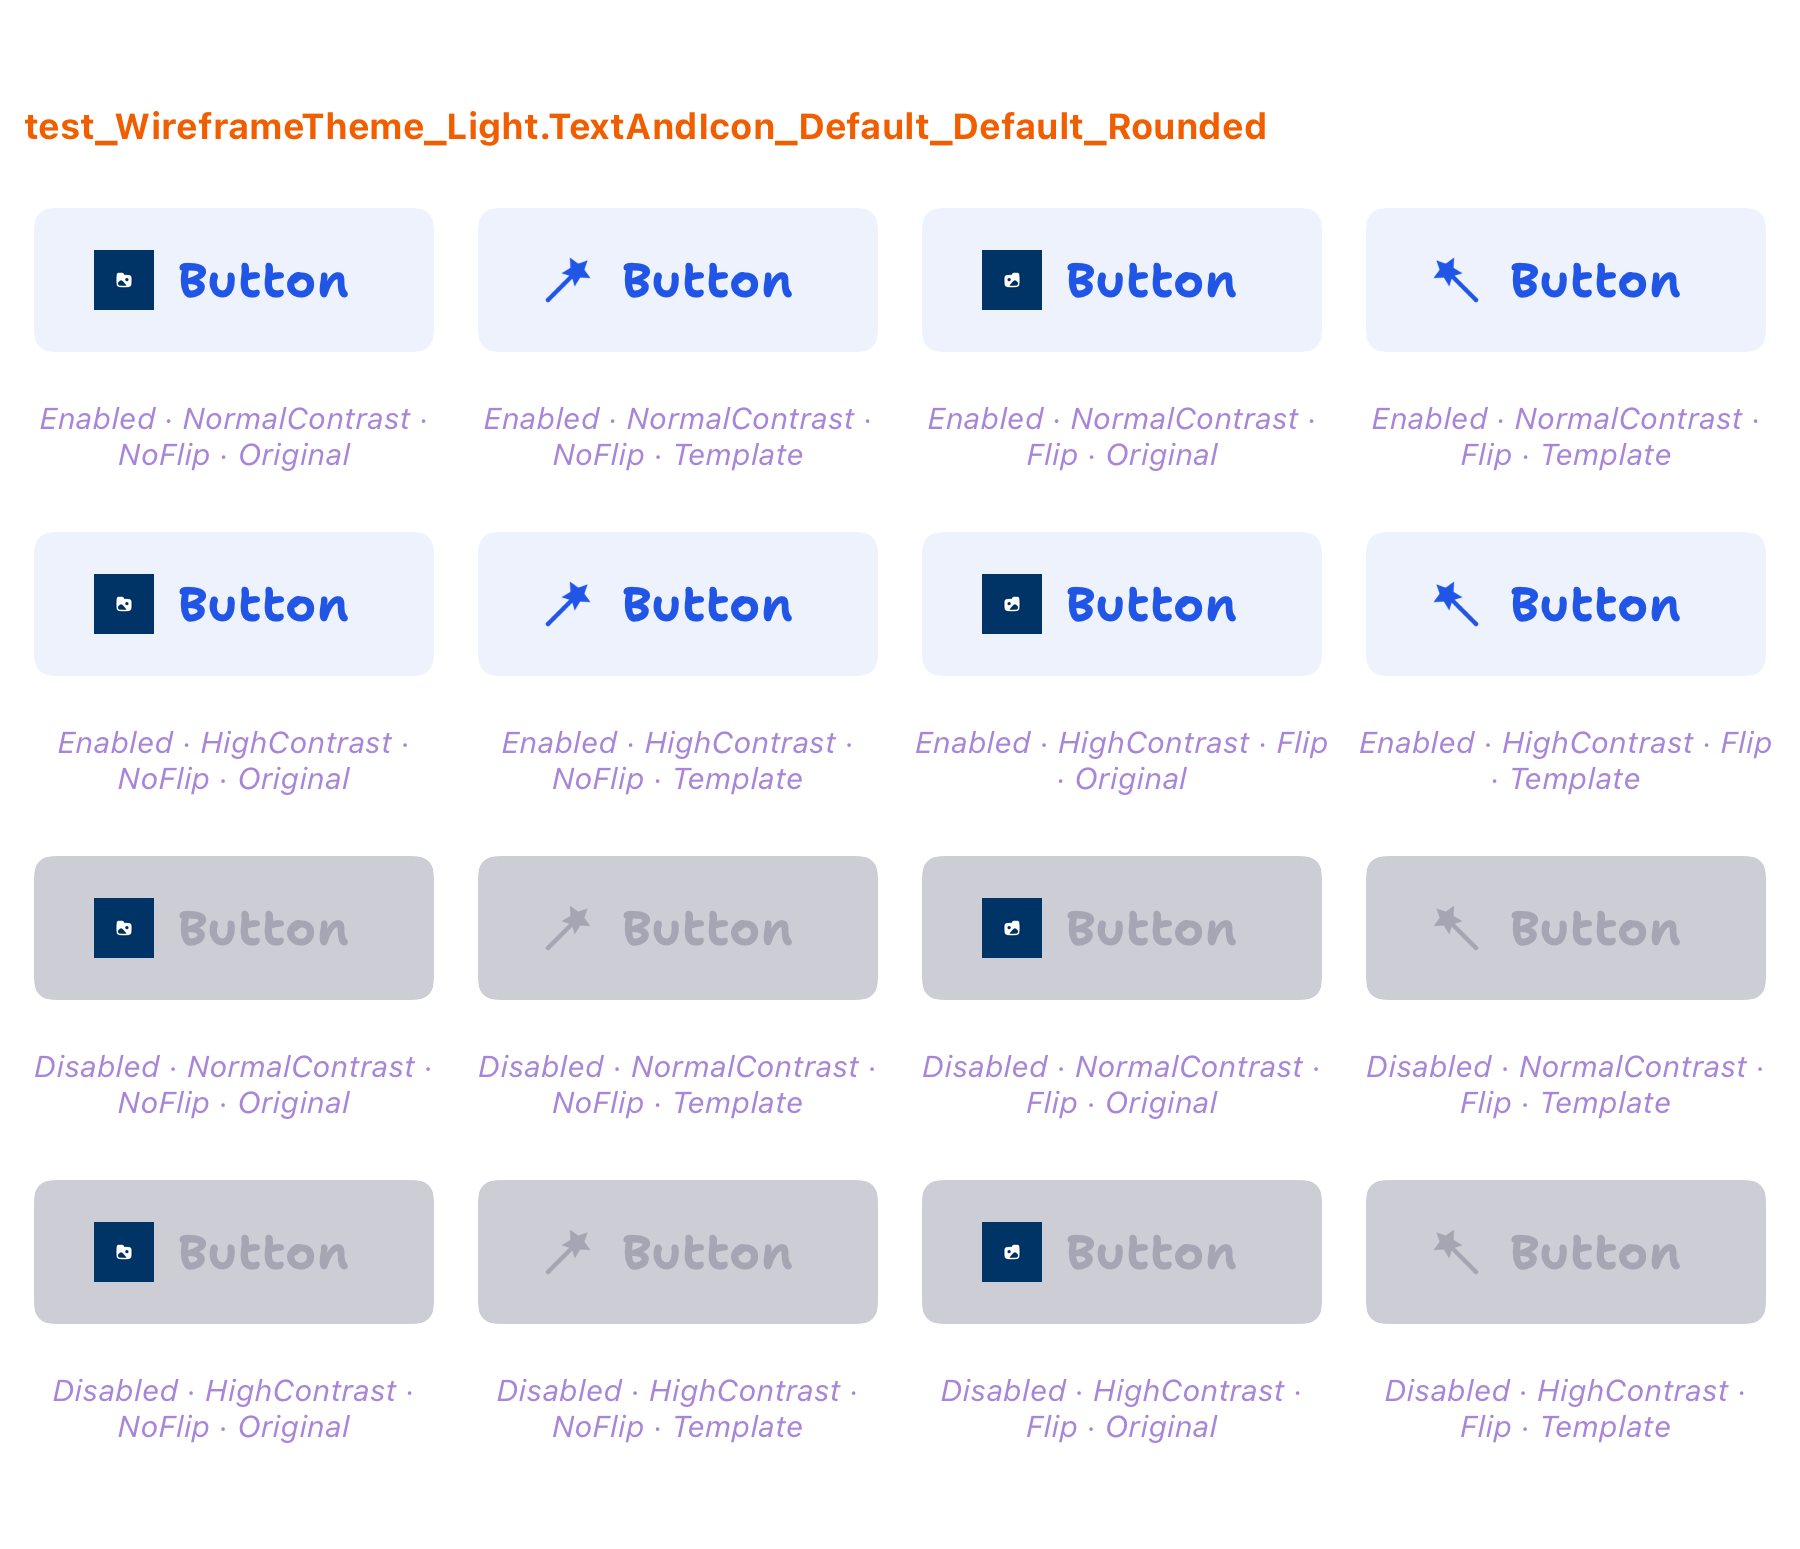 test_WireframeTheme_Light.TextAndIcon_Default_Default_Rounded
Button
Button
Button
Button
Enabled · NormalContrast ·
NoFlip · Original
Enabled · NormalContrast ·
NoFlip · Template
Enabled · NormalContrast ·
Flip · Original
Enabled · NormalContrast ·
Flip · Template
Button
Button
Button
Button
Enabled · HighContrast ·
NoFlip · Original
Enabled · HighContrast ·
NoFlip · Template
Enabled · HighContrast · Flip
· Original
Enabled · HighContrast · Flip
· Template
Button
Button
Button
Button
Disabled · NormalContrast ·
NoFlip · Original
Disabled · NormalContrast ·
NoFlip · Template
Disabled · NormalContrast ·
Flip · Original
Disabled · NormalContrast ·
Flip · Template
Button
Button
Button
Button
Disabled · HighContrast ·
NoFlip · Original
Disabled · HighContrast ·
NoFlip · Template
Disabled · HighContrast ·
Flip · Original
Disabled · HighContrast ·
Flip · Template